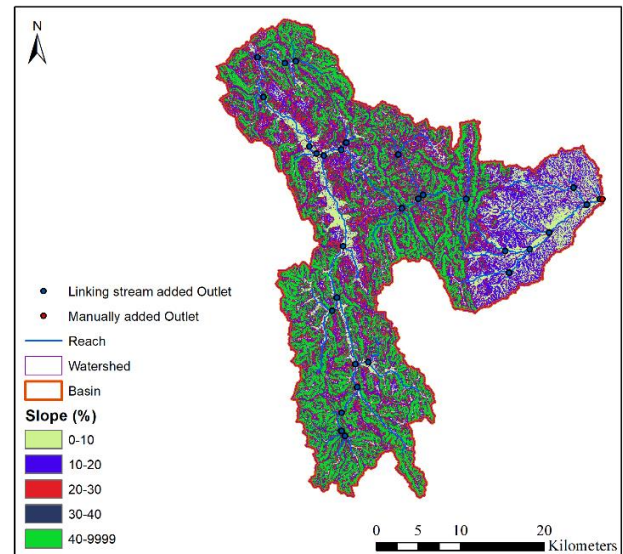 N
Linking stream added Outlet
Manually added Outlet
Reach
Watershed
Basin
Slope (%)
0-10
10-20
20-30
30-40
40-9999
0 5 10 20
Kilometers